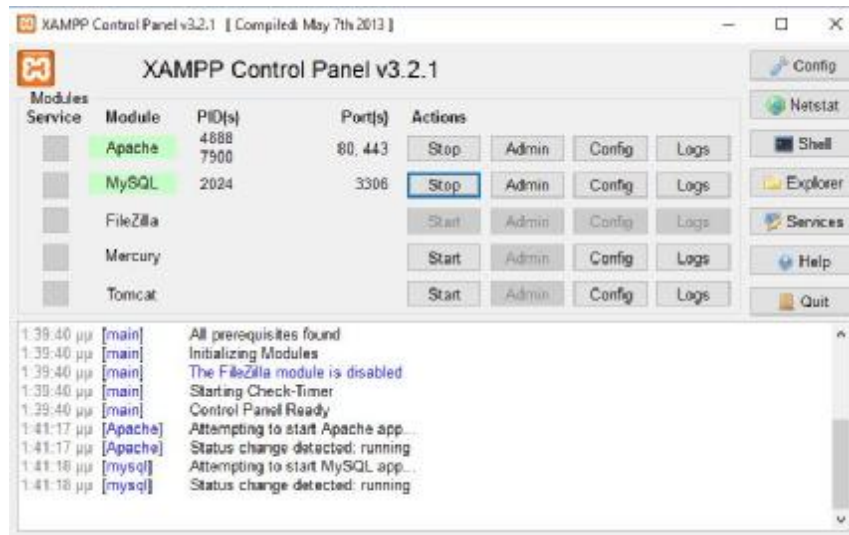 XAMPP Control Panel v3.2.1 [ Compiled: May 7th 2013 ]
XAMPP Control Panel v3.2.1
Config
Modules
Service Module PID(s) Port(s) Actions
Netstat
Apache 4888 7900 80, 443 Stop Admin Config Logs
Shell
MySQL 2024 3306 Stop Admin Config Logs
Explorer
FileZilla Start Admin Config Logs
Services
Mercury Start Admin Config Logs
Help
Tomcat Start Admin Config Logs
Quit
1:39:40 μμ [main] All prerequisites found
1:39:40 μμ [main] Initializing Modules
1:39:40 μμ [main] The FileZilla module is disabled
1:39:40 μμ [main] Starting Check-Timer
1:39:40 μμ [main] Control Panel Ready
1:41:17 μμ [Apache] Attempting to start Apache app...
1:41:17 μμ [Apache] Status change detected: running
1:41:18 μμ [mysql] Attempting to start MySQL app...
1:41:18 μμ [mysql] Status change detected: running